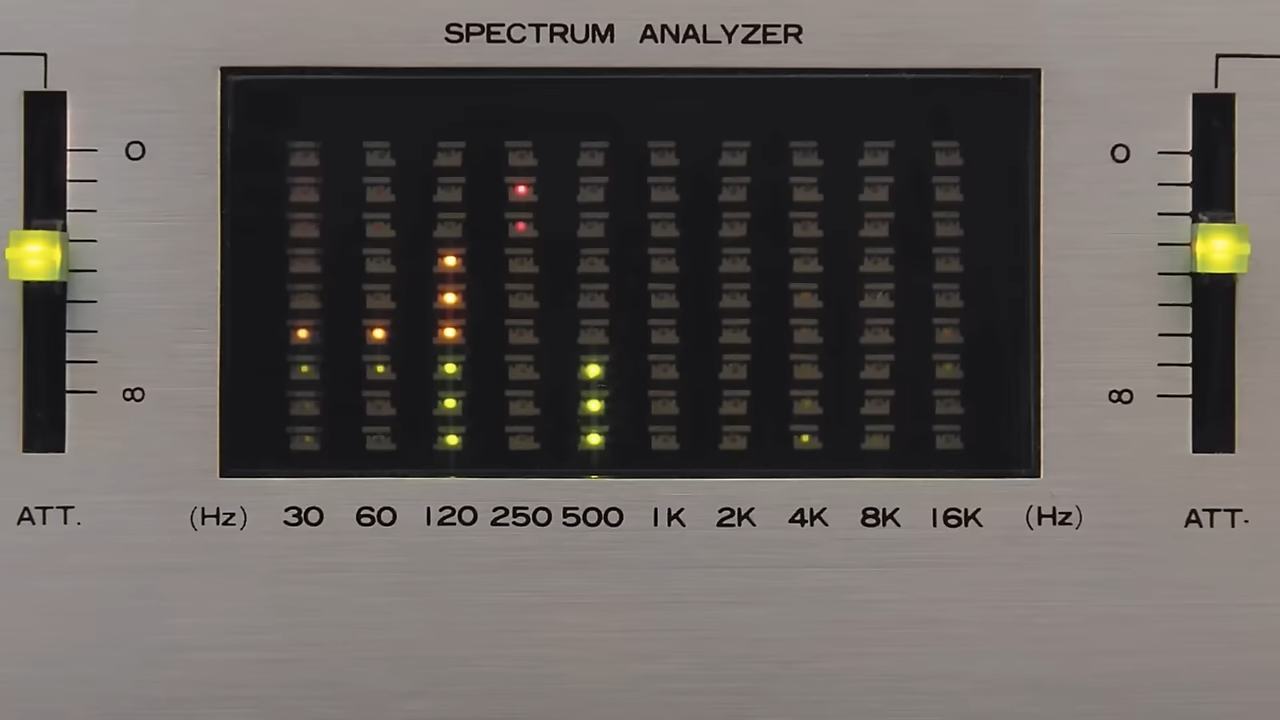 SPECTRUM ANALYZER
0 0
∞ ∞
ATT. (Hz) 30 60 120 250 500 1K 2K 4K 8K 16K (Hz) ATT.